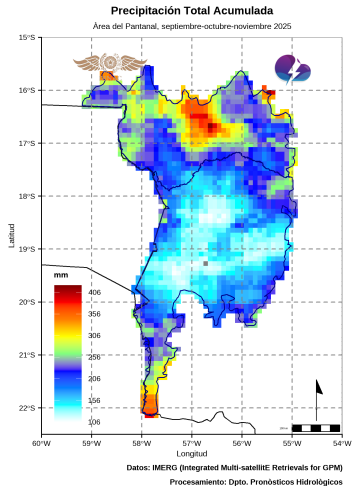 Precipitación Total Acumulada
Área del Pantanal, septiembre-octubre-noviembre 2025
15°S
16°S
17°S
18°S
19°S
20°S
21°S
22°S
Latitud
mm
406
356
306
256
206
156
106
60°W 59°W 58°W 57°W 56°W 55°W 54°W
Longitud
Datos: IMERG (Integrated Multi-satellitE Retrievals for GPM)
Procesamiento: Dpto. Pronósticos Hidrológicos